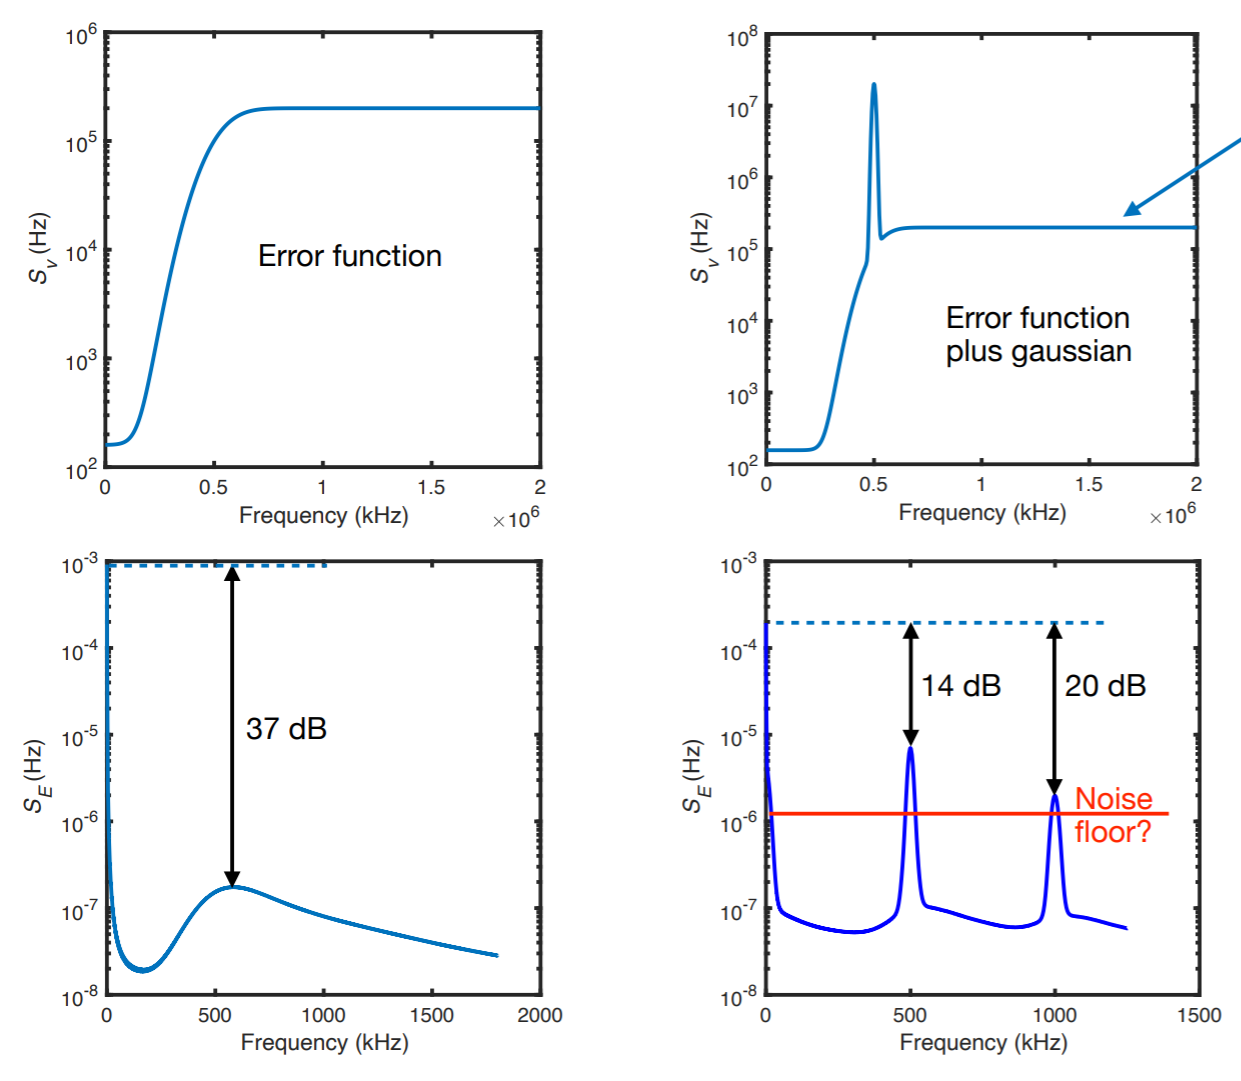 10^6
10^5
10^4
10^3
10^2
S_v (Hz)
Error function
0 0.5 1 1.5 2
Frequency (kHz)
×10^6
10^8
10^7
10^6
10^5
10^4
10^3
10^2
S_v (Hz)
Error function
plus gaussian
0 0.5 1 1.5 2
Frequency (kHz)
×10^6
10^-3
10^-4
10^-5
10^-6
10^-7
10^-8
S_E (Hz)
37 dB
0 500 1000 1500 2000
Frequency (kHz)
10^-3
10^-4
10^-5
10^-6
10^-7
10^-8
S_E (Hz)
14 dB
20 dB
Noise
floor?
0 500 1000 1500
Frequency (kHz)